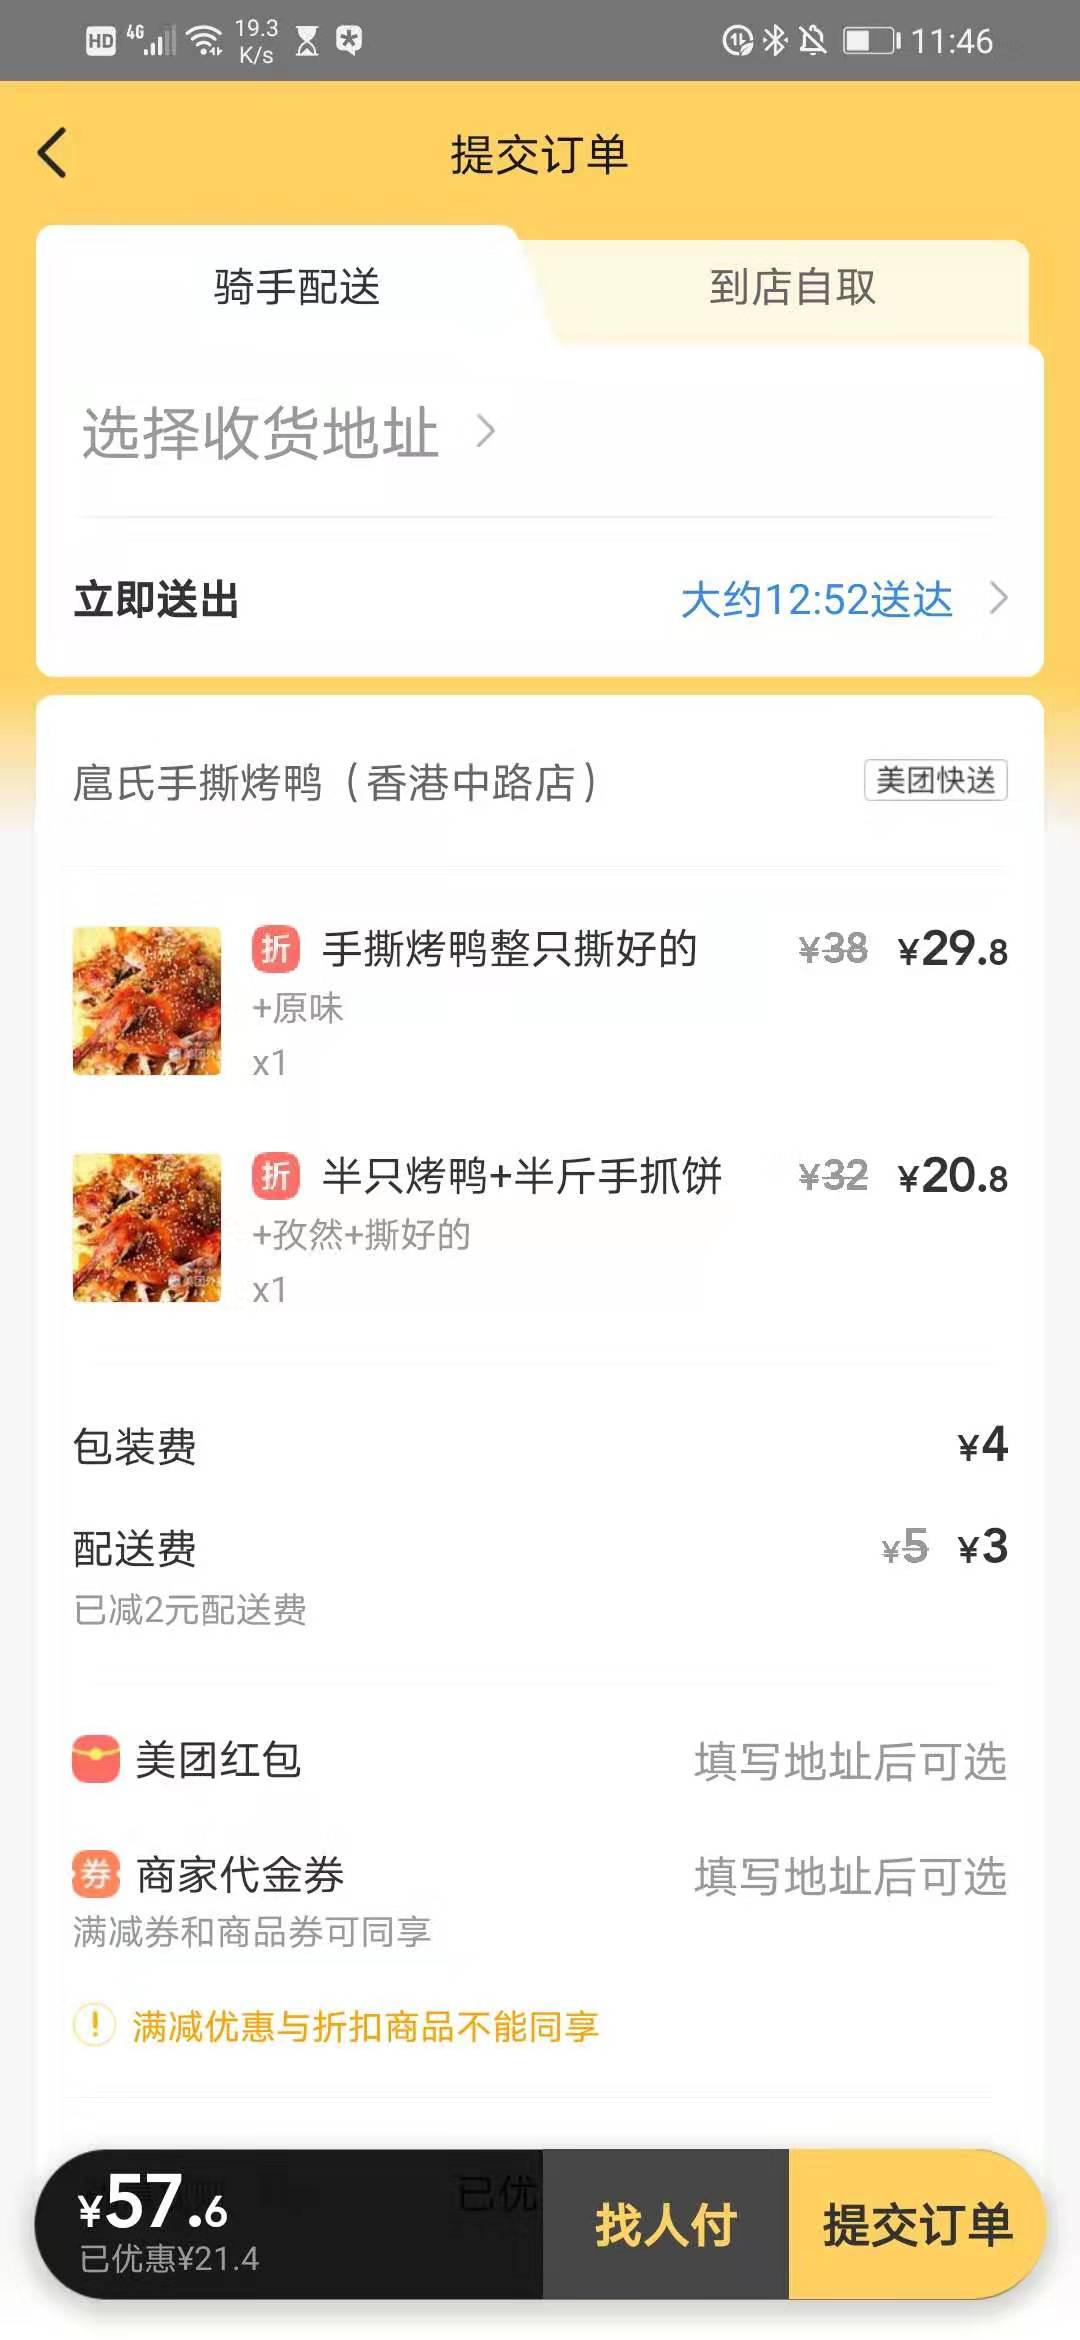 HD 4G 19.3 K/s 11:46
提交订单
骑手配送 到店自取
选择收货地址
立即送出 大约12:52送达
扈氏手撕烤鸭（香港中路店） 美团快送
折 手撕烤鸭整只撕好的 ¥38 ¥29.8
+原味
x1
折 半只烤鸭+半斤手抓饼 ¥32 ¥20.8
+孜然+撕好的
x1
包装费 ¥4
配送费 ¥5 ¥3
已减2元配送费
美团红包 填写地址后可选
券 商家代金券 填写地址后可选
满减券和商品券可同享
满减优惠与折扣商品不能同享
¥57.6 已优 找人付 提交订单
已优惠¥21.4